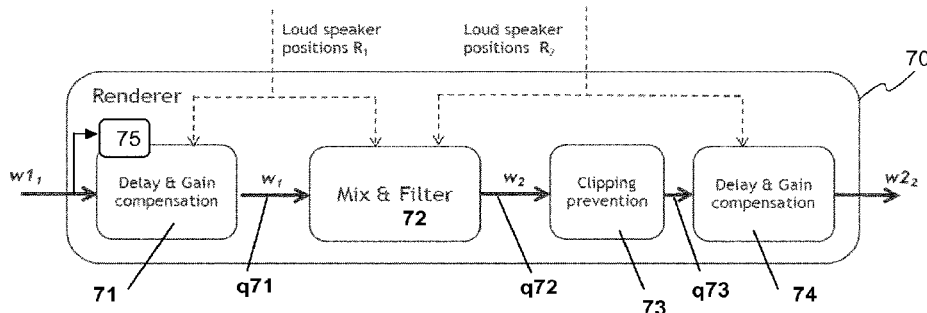 Loud speaker
positions R₁
Loud speaker
positions R₂
70
Renderer
75
w1₁
Delay & Gain
compensation
w₁
Mix & Filter
72
w₂
Clipping
prevention
Delay & Gain
compensation
w2₂
71
q71
q72
73
q73
74